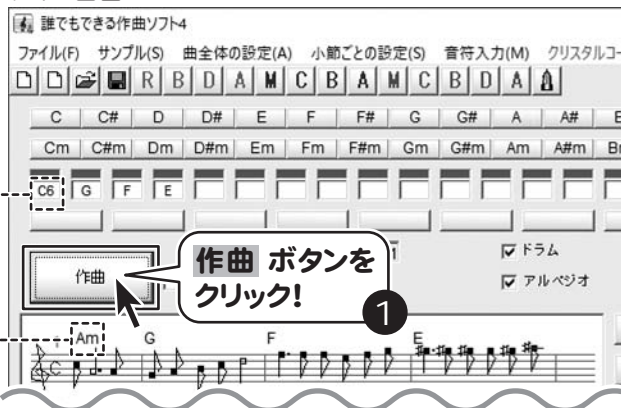 誰でもできる作曲ソフト4
ファイル(F) サンプル(S) 曲全体の設定(A) 小節ごとの設定(S) 音符入力(M) クリスタルコー
R B D A M C B A M C B D A
C C# D D# E F F# G G# A A#
Cm C#m Dm D#m Em Fm F#m Gm G#m Am A#m
C6 G F E
ドラム
作曲
作曲 ボタンを
クリック!
アルペジオ
1
Am G F E
C